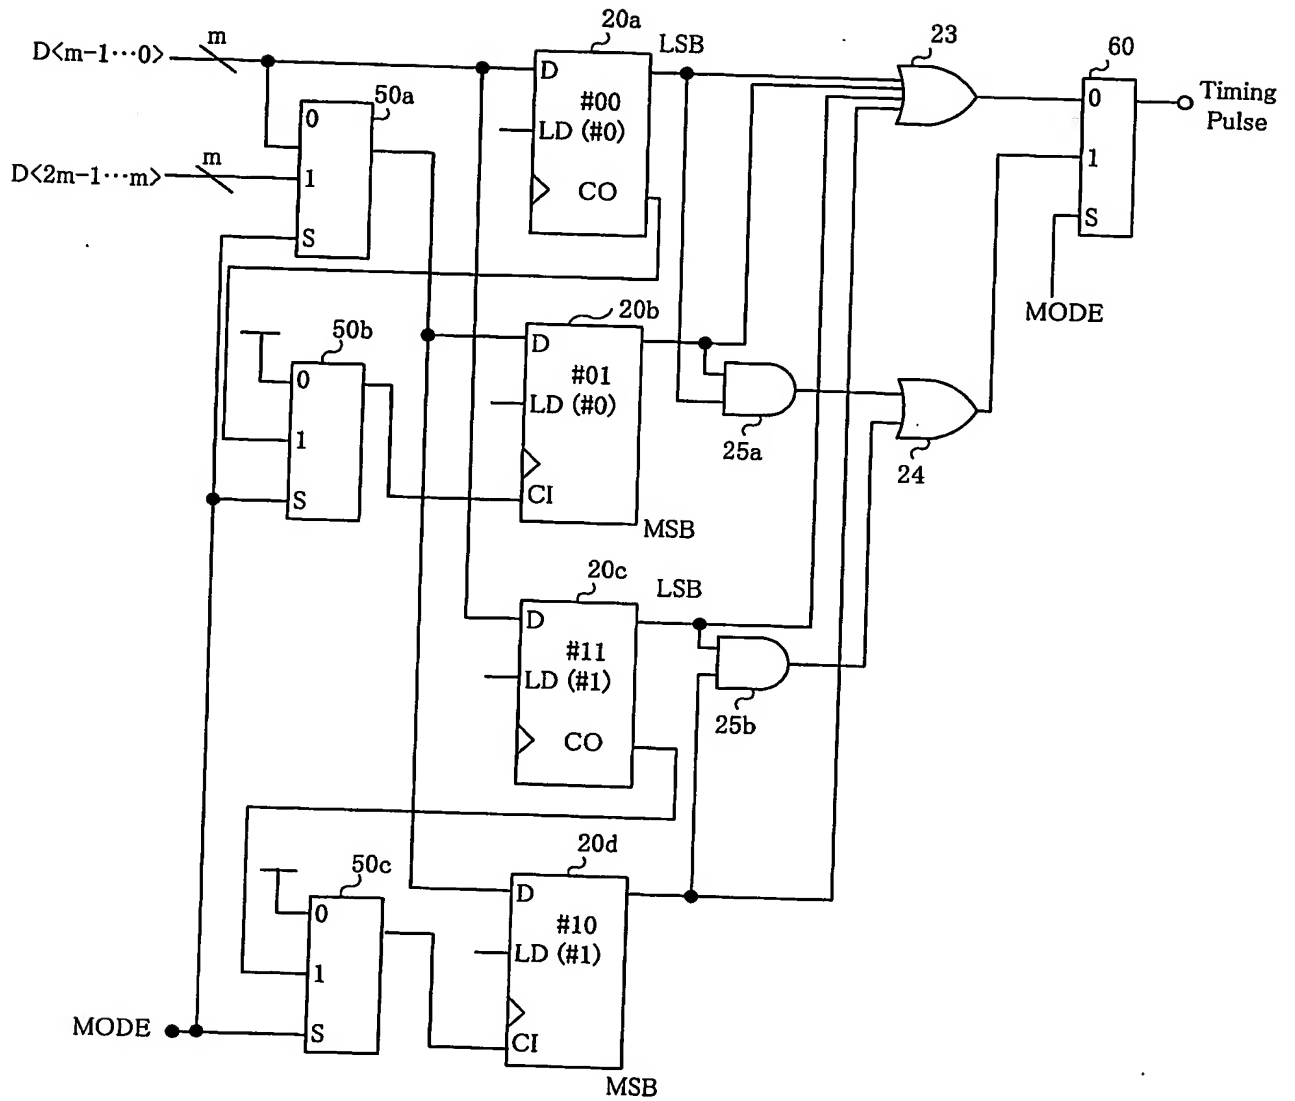 20a
D<m−1⋯0>
m
LSB
23
60
D
#00
LD (#0)
CO
0
1
S
Timing
Pulse
50a
0
1
S
D<2m−1⋯m>
m
MODE
50b
0
1
S
20b
D
#01
LD (#0)
CI
MSB
25a
24
20c
LSB
D
#11
LD (#1)
CO
25b
50c
0
1
S
20d
D
#10
LD (#1)
CI
MSB
MODE